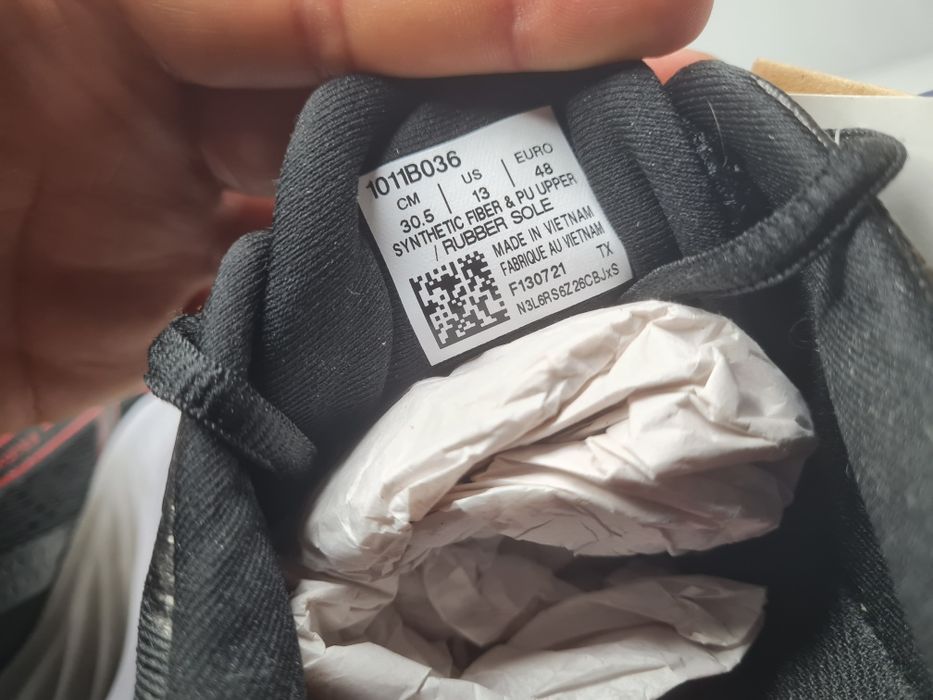 1011B036
CM | US | EURO
30.5 | 13 | 48
SYNTHETIC FIBER & PU UPPER
/ RUBBER SOLE
MADE IN VIETNAM
FABRIQUE AU VIETNAM
F130721 TX
N3L6RS6Z26CBJxS